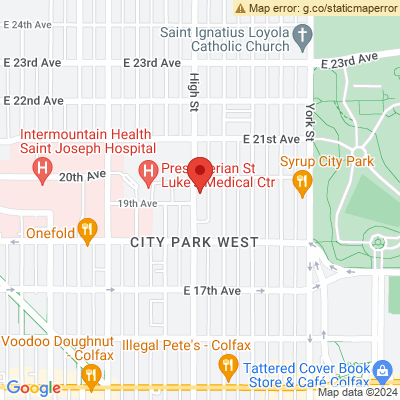 Map error: g.co/staticmaperror
E 24th Ave
Saint Ignatius Loyola
Catholic Church
E 23rd Ave
E 23rd Ave
E 23rd Ave
High St
E 22nd Ave
York St
E 21st Ave
Intermountain Health
Saint Joseph Hospital
H
20th Ave
H
Presbyterian St
Luke's Medical Ctr
Syrup City Park
19th Ave
Onefold
CITY PARK WEST
E 17th Ave
Voodoo Doughnut
Colfax
Illegal Pete's - Colfax
Tattered Cover Book
Store & Café Colfax
Google
Map data ©2024